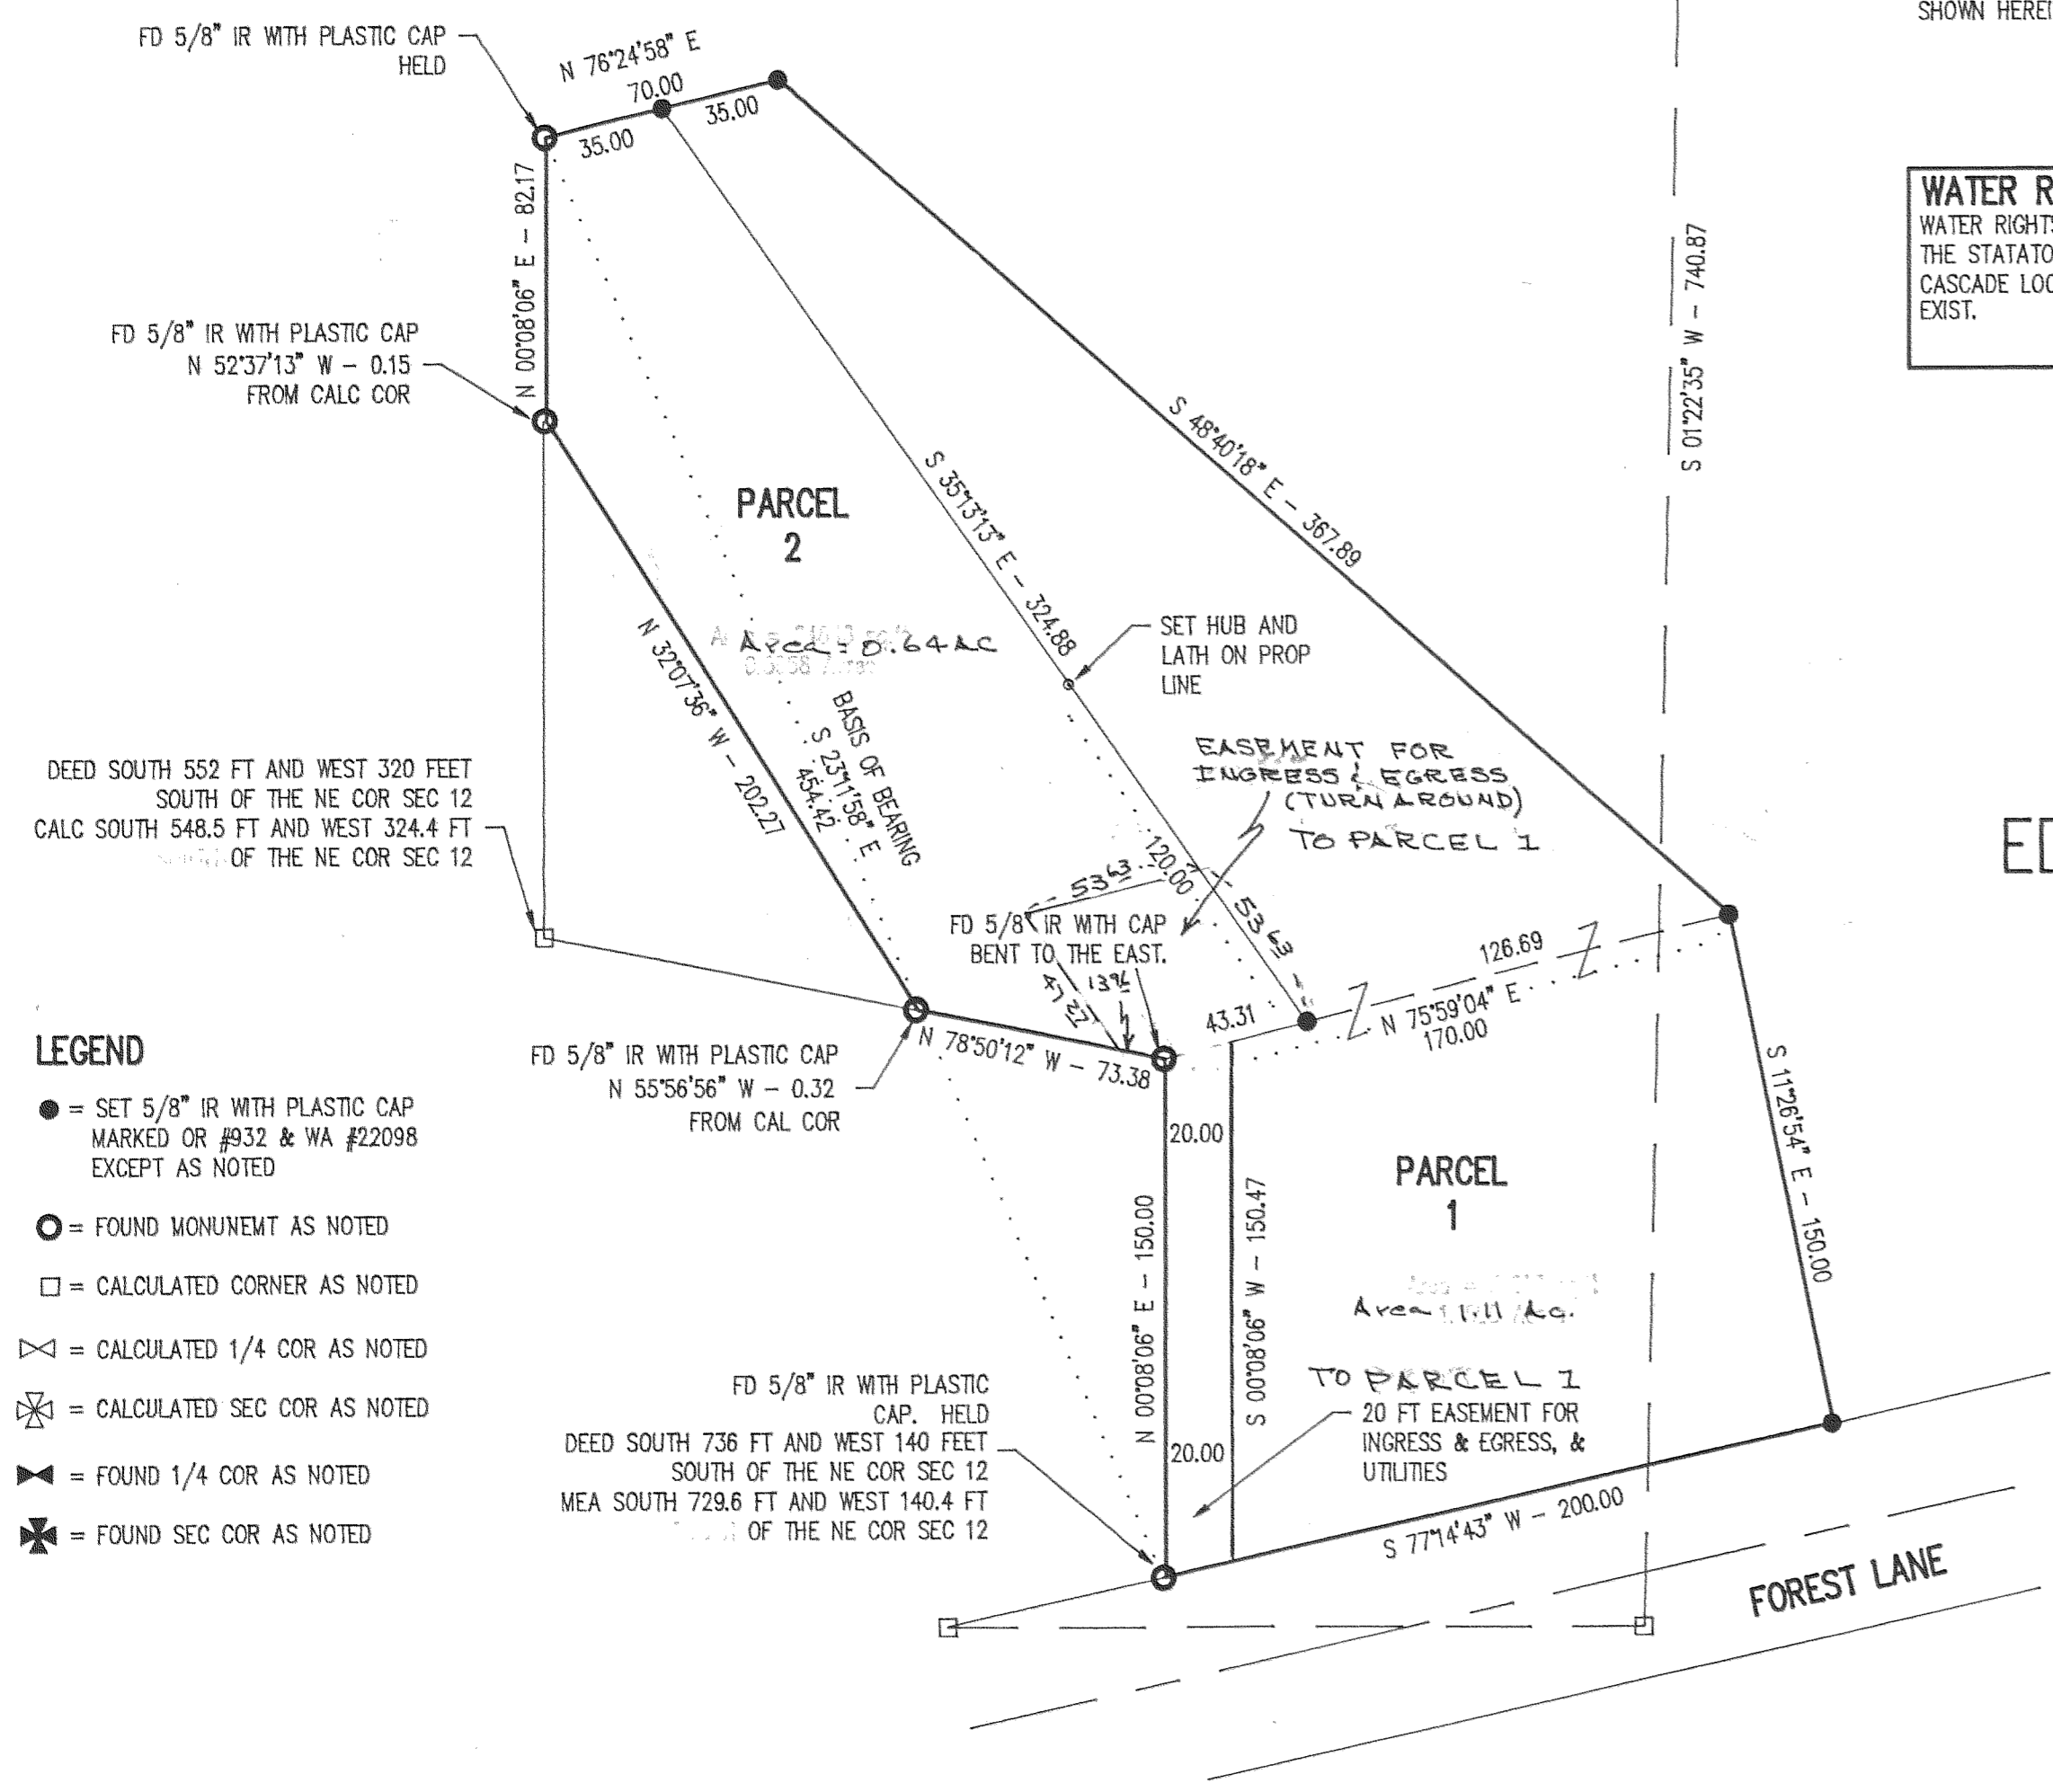 SHOWN HEREI
FD 5/8" IR WITH PLASTIC CAP
HELD
N 76°24'58" E
70.00
35.00
35.00
N 00°08'06" E - 82.17
WATER R
WATER RIGHTS
THE STATATO
CASCADE LOC
EXIST.
S 01°22'35" W - 740.87
FD 5/8" IR WITH PLASTIC CAP
N 52°37'13" W - 0.15
FROM CALC COR
S 48°40'18" E - 367.89
S 35°13'13" E - 324.88
PARCEL
2
Area = 0.64 AC
N 32°07'36" W - 202.27
BASIS OF BEARING
S 23°11'58" E
454.42
SET HUB AND
LATH ON PROP
LINE
EASEMENT FOR
INGRESS & EGRESS
(TURN AROUND)
TO PARCEL 1
DEED SOUTH 552 FT AND WEST 320 FEET
SOUTH OF THE NE COR SEC 12
CALC SOUTH 548.5 FT AND WEST 324.4 FT
OF THE NE COR SEC 12
ED
120.00
53.63
53.63
FD 5/8" IR WITH CAP
BENT TO THE EAST.
47.27
13.96
43.31
126.69
N 75°59'04" E
170.00
N 78°50'12" W - 73.38
FD 5/8" IR WITH PLASTIC CAP
N 55°56'56" W - 0.32
FROM CAL COR
LEGEND
= SET 5/8" IR WITH PLASTIC CAP
MARKED OR #932 & WA #22098
EXCEPT AS NOTED
= FOUND MONUNEMT AS NOTED
= CALCULATED CORNER AS NOTED
= CALCULATED 1/4 COR AS NOTED
= CALCULATED SEC COR AS NOTED
= FOUND 1/4 COR AS NOTED
= FOUND SEC COR AS NOTED
20.00
N 00°08'06" E - 150.00
S 00°08'06" W - 150.47
20.00
S 11°26'54" E - 150.00
PARCEL
1
Area 1.11 Ac.
TO PARCEL 1
20 FT EASEMENT FOR
INGRESS & EGRESS, &
UTILITIES
FD 5/8" IR WITH PLASTIC
CAP. HELD
DEED SOUTH 736 FT AND WEST 140 FEET
SOUTH OF THE NE COR SEC 12
MEA SOUTH 729.6 FT AND WEST 140.4 FT
OF THE NE COR SEC 12
S 77°14'43" W - 200.00
FOREST LANE